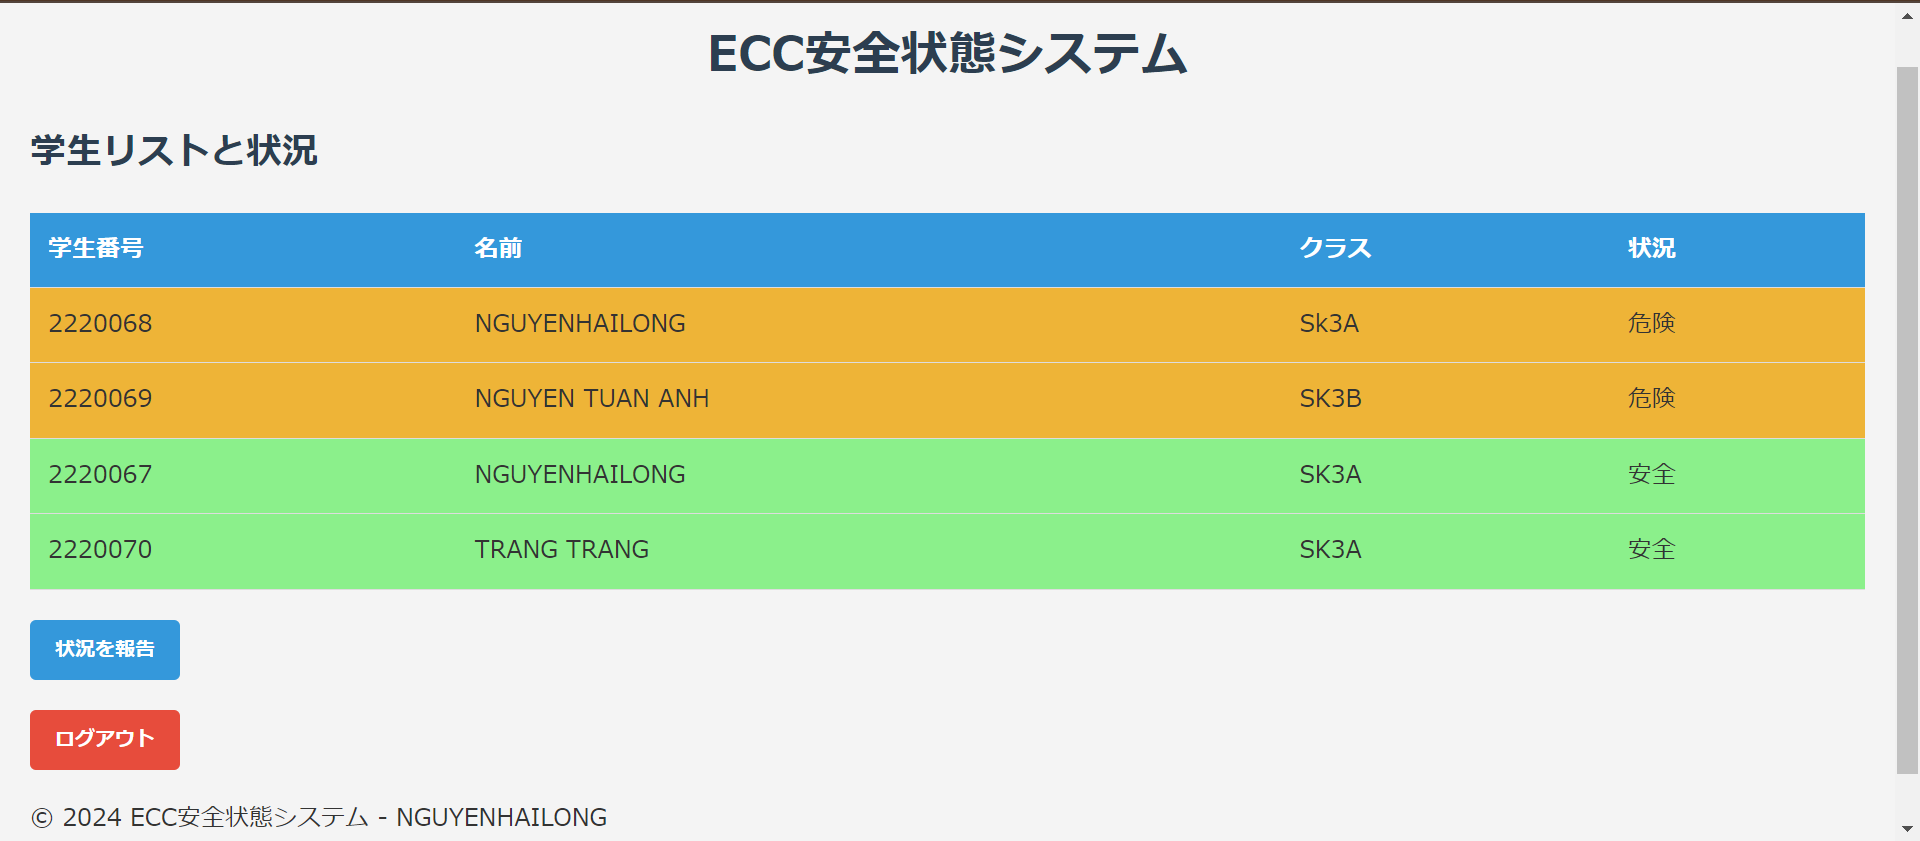 ECC安全状態システム
学生リストと状況
学生番号 名前 クラス 状況
2220068 NGUYENHAILONG Sk3A 危険
2220069 NGUYEN TUAN ANH SK3B 危険
2220067 NGUYENHAILONG SK3A 安全
2220070 TRANG TRANG SK3A 安全
状況を報告
ログアウト
© 2024 ECC安全状態システム - NGUYENHAILONG